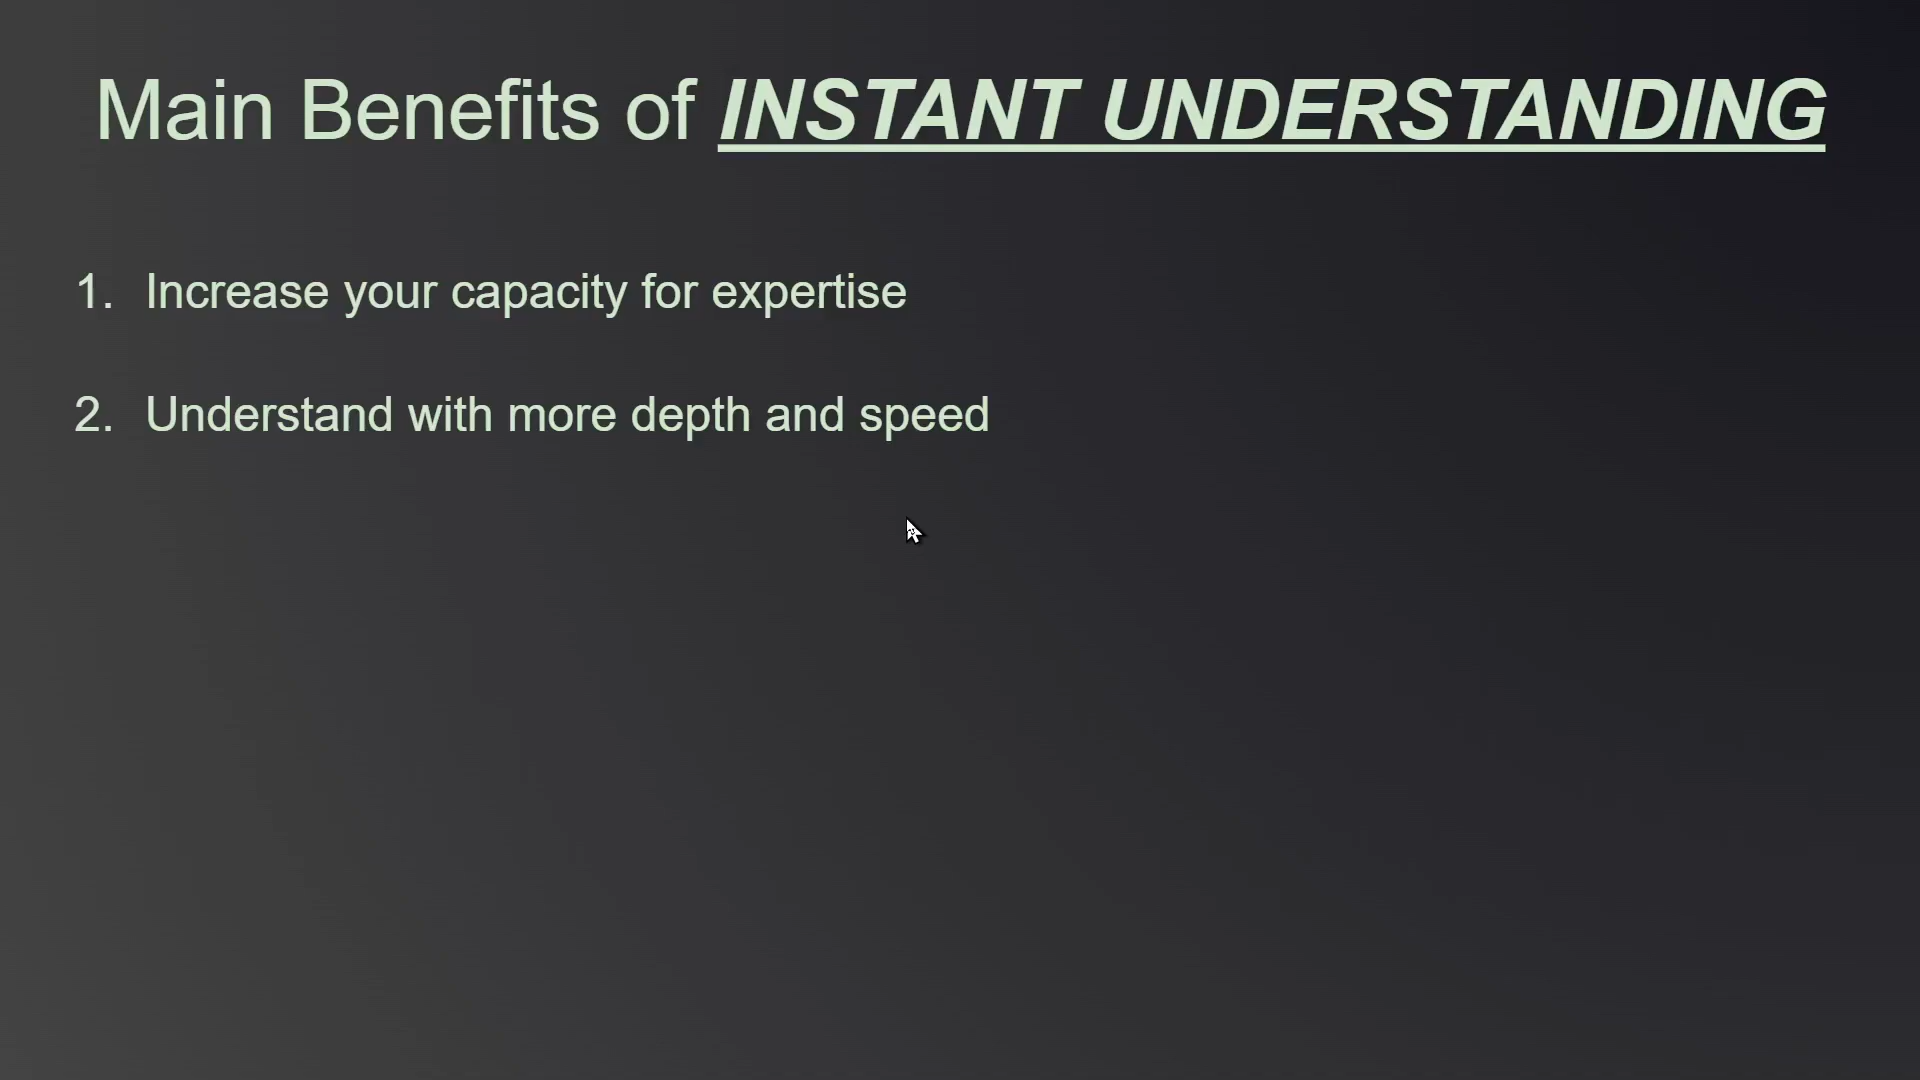 Main Benefits of INSTANT UNDERSTANDING
1. Increase your capacity for expertise
2. Understand with more depth and speed